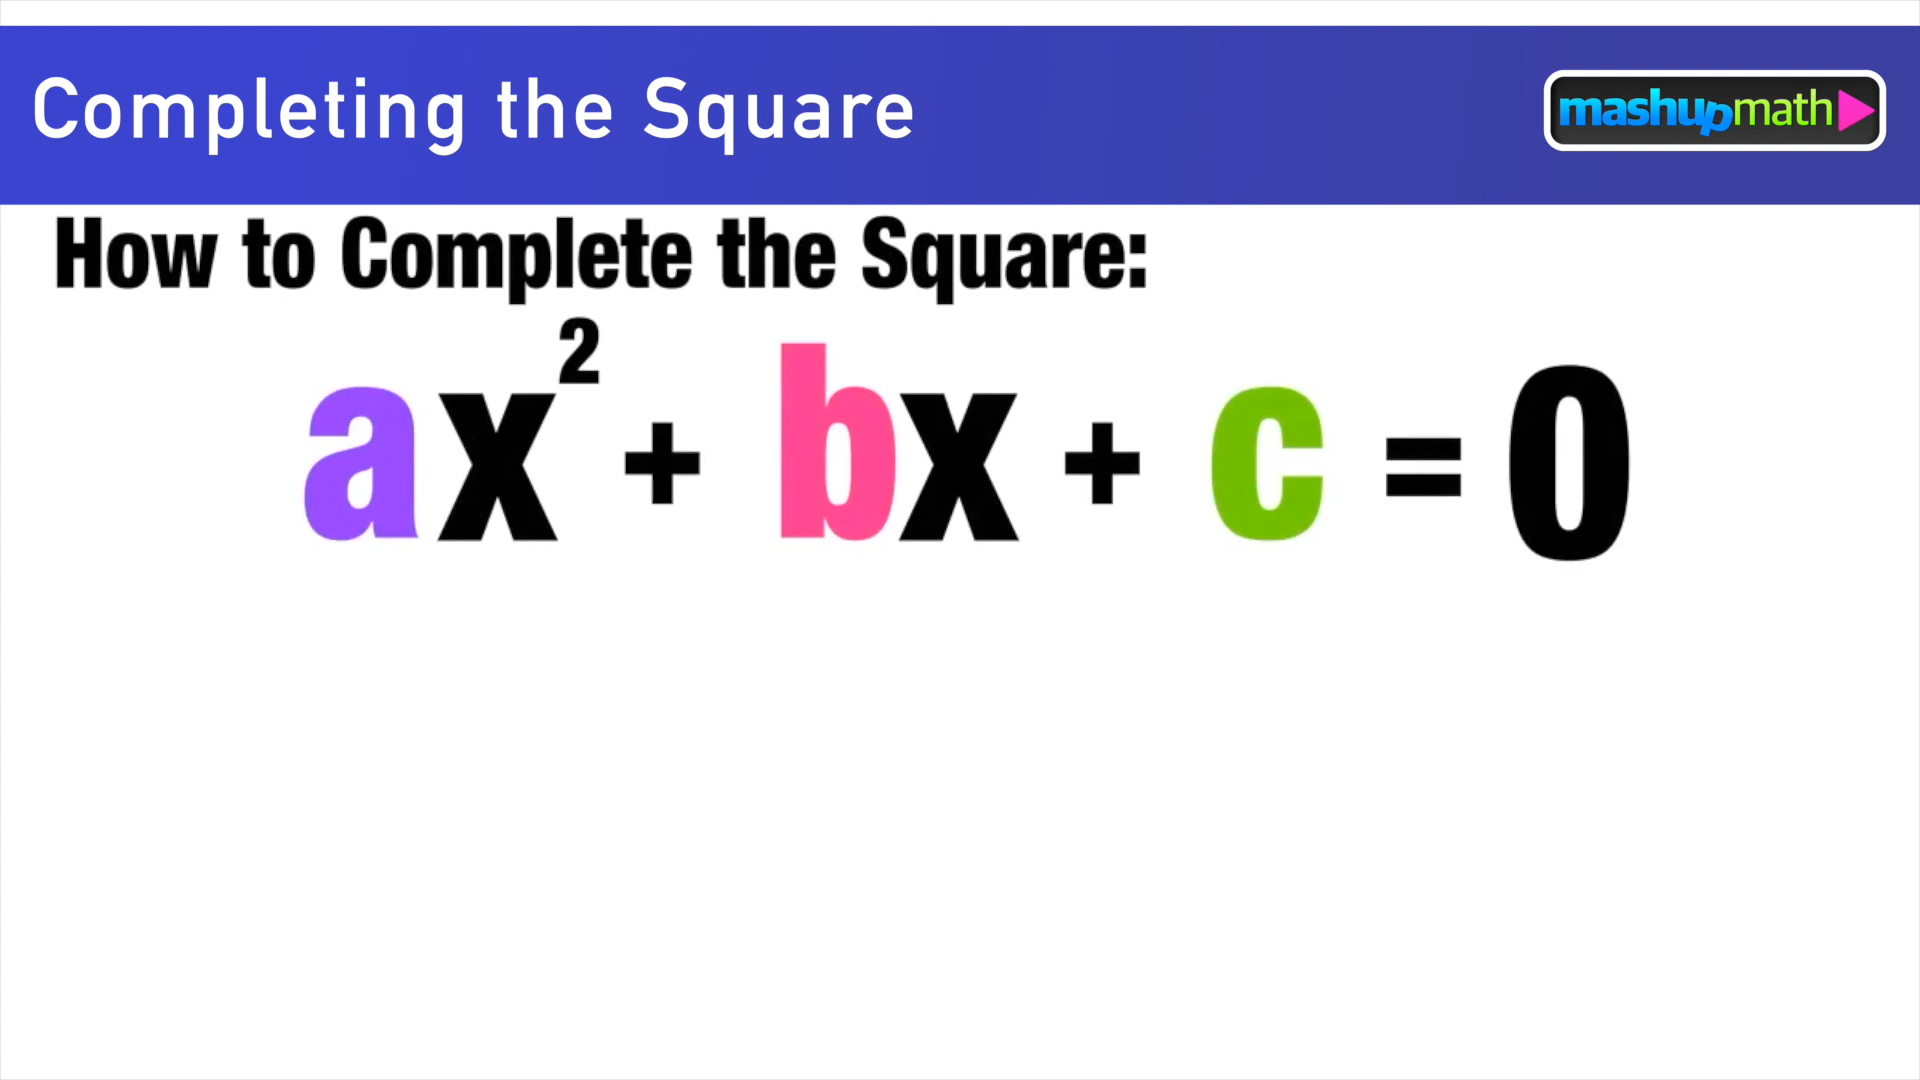 Completing the Square
mashupmath
How to Complete the Square:
ax² + bx + c = 0